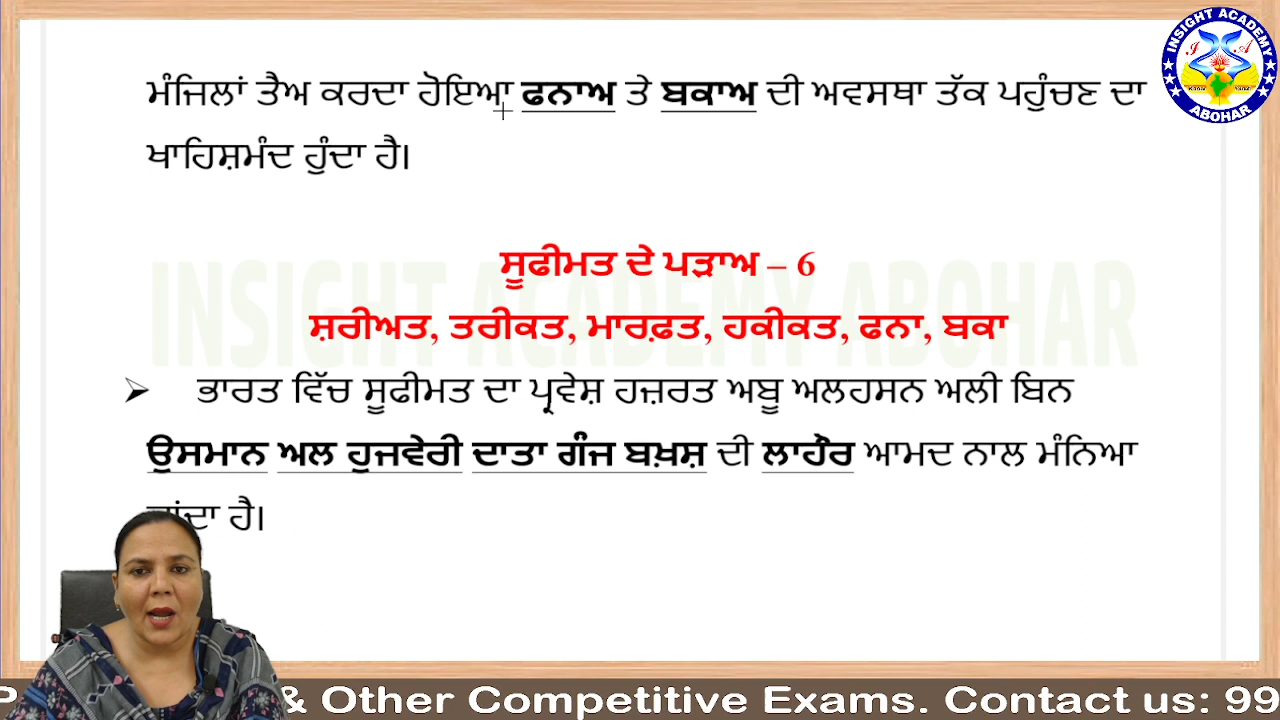 ਮੰਜਿਲਾਂ ਤੈਅ ਕਰਦਾ ਹੋਇਆ ਫਨਾਅ ਤੇ ਬਕਾਅ ਦੀ ਅਵਸਥਾ ਤੱਕ ਪਹੁੰਚਣ ਦਾ
ਖਾਹਿਸ਼ਮੰਦ ਹੁੰਦਾ ਹੈ।
ਸੂਫੀਮਤ ਦੇ ਪੜਾਅ – 6
ਸ਼ਰੀਅਤ, ਤਰੀਕਤ, ਮਾਰਫ਼ਤ, ਹਕੀਕਤ, ਫਨਾ, ਬਕਾ
➢ ਭਾਰਤ ਵਿੱਚ ਸੂਫੀਮਤ ਦਾ ਪ੍ਰਵੇਸ਼ ਹਜ਼ਰਤ ਅਬੂ ਅਲਹਸਨ ਅਲੀ ਬਿਨ
ਉਸਮਾਨ ਅਲ ਹੁਜਵੇਰੀ ਦਾਤਾ ਗੰਜ ਬਖ਼ਸ਼ ਦੀ ਲਾਹੌਰ ਆਮਦ ਨਾਲ ਮੰਨਿਆ
ਹੈ।
INSIGHT ACADEMY ABOHAR
INSIGHT ACADEMY
I A
ABOHAR
& Other Competitive Exams. Contact us: 99